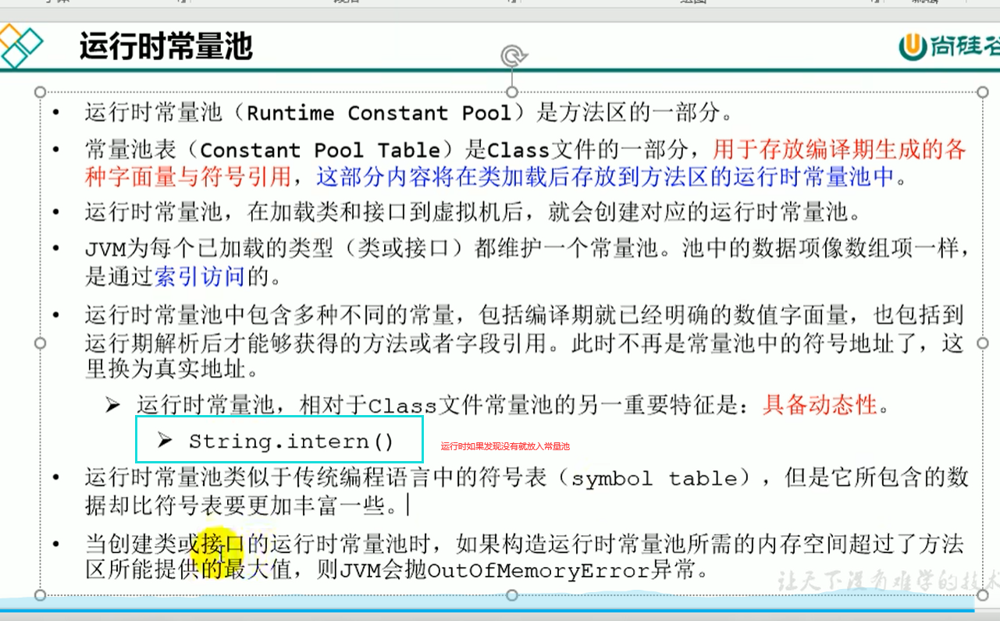 运行时常量池
尚硅谷
• 运行时常量池（Runtime Constant Pool）是方法区的一部分。
• 常量池表（Constant Pool Table）是Class文件的一部分，用于存放编译期生成的各
种字面量与符号引用，这部分内容将在类加载后存放到方法区的运行时常量池中。
• 运行时常量池，在加载类和接口到虚拟机后，就会创建对应的运行时常量池。
• JVM为每个已加载的类型（类或接口）都维护一个常量池。池中的数据项像数组项一样，
是通过索引访问的。
• 运行时常量池中包含多种不同的常量，包括编译期就已经明确的数值字面量，也包括到
运行期解析后才能够获得的方法或者字段引用。此时不再是常量池中的符号地址了，这
里换为真实地址。
➢ 运行时常量池，相对于Class文件常量池的另一重要特征是：具备动态性。
➢ String.intern()
运行时如果发现没有就放入常量池
• 运行时常量池类似于传统编程语言中的符号表（symbol table），但是它所包含的数
据却比符号表要更加丰富一些。
• 当创建类或接口的运行时常量池时，如果构造运行时常量池所需的内存空间超过了方法
区所能提供的最大值，则JVM会抛OutOfMemoryError异常。
让天下没有难学的技术